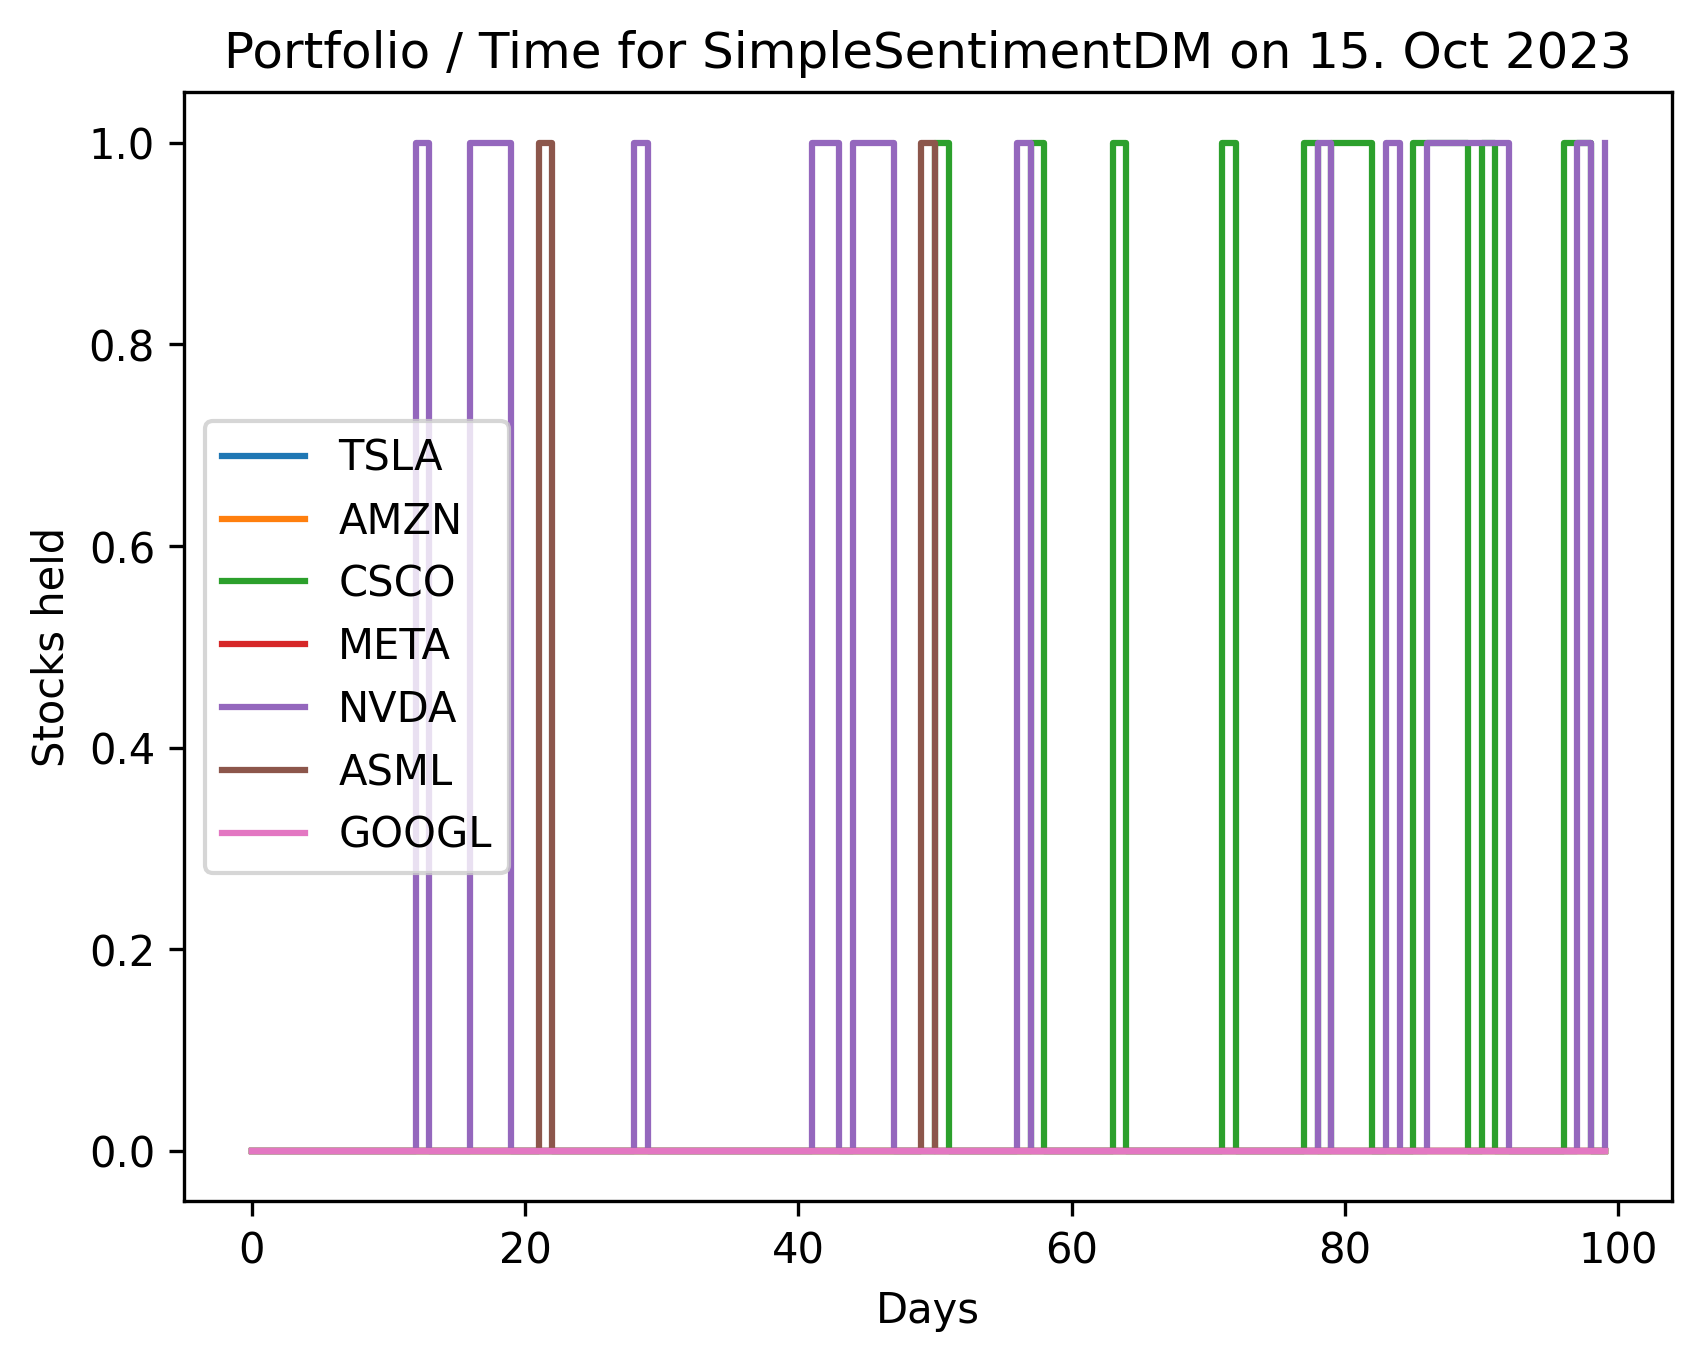 Portfolio / Time for SimpleSentimentDM on 15. Oct 2023
1.0
0.8
0.6
0.4
0.2
0.0
Stocks held
TSLA
AMZN
CSCO
META
NVDA
ASML
GOOGL
0 20 40 60 80 100
Days